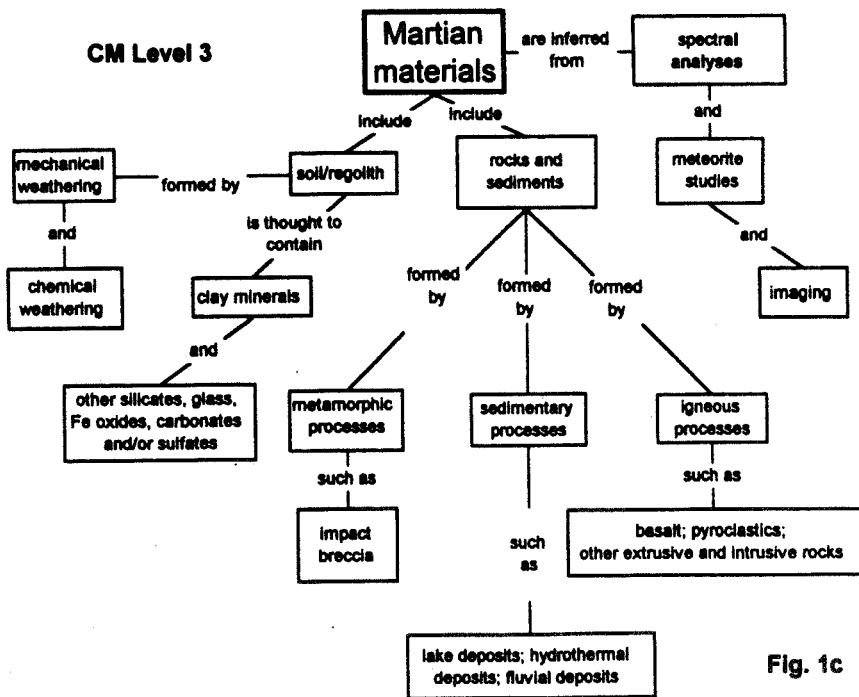 CM Level 3
Martian
materials
are inferred
from
spectral
analyses
and
meteorite
studies
and
imaging
include
include
mechanical
weathering
formed by
soil/regolith
rocks and
sediments
and
chemical
weathering
is thought to
contain
clay minerals
and
other silicates, glass,
Fe oxides, carbonates
and/or sulfates
formed
by
formed
by
formed
by
metamorphic
processes
sedimentary
processes
igneous
processes
such as
impact
breccia
such
as
lake deposits; hydrothermal
deposits; fluvial deposits
such as
basalt; pyroclastics;
other extrusive and intrusive rocks
Fig. 1c